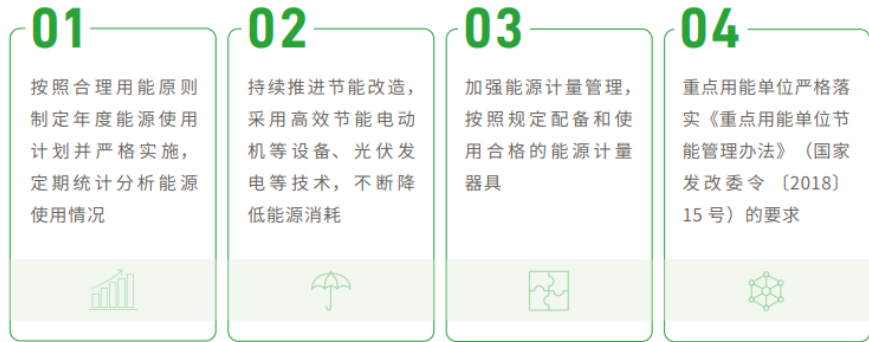 01
按照合理用能原则
制定年度能源使用
计划并严格实施，
定期统计分析能源
使用情况
02
持续推进节能改造，
采用高效节能电动
机等设备、光伏发
电等技术，不断降
低能源消耗
03
加强能源计量管理，
按照规定配备和使
用合格的能源计量
器具
04
重点用能单位严格落
实《重点用能单位节
能管理办法》（国家
发改委令〔2018〕
15 号）的要求